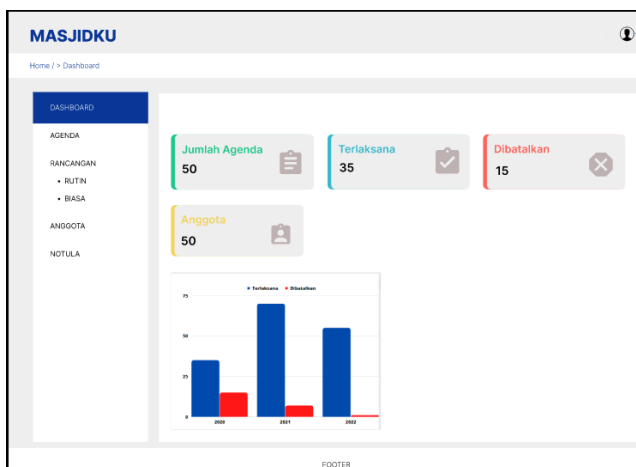 MASJIDKU
Home / > Dashboard
DASHBOARD
AGENDA
RANCANGAN
• RUTIN
• BIASA
ANGGOTA
NOTULA
Jumlah Agenda
50
Terlaksana
35
Dibatalkan
15
Anggota
50
Terlaksana Dibatalkan
75
50
25
0
2020 2021 2022
FOOTER